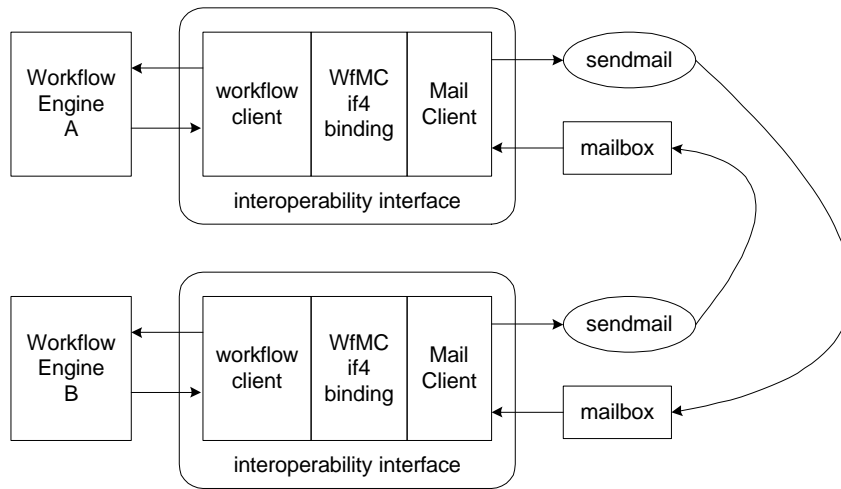 Workflow
Engine
A
workflow
client
WfMC
if4
binding
Mail
Client
interoperability interface
sendmail
mailbox
Workflow
Engine
B
workflow
client
WfMC
if4
binding
Mail
Client
interoperability interface
sendmail
mailbox